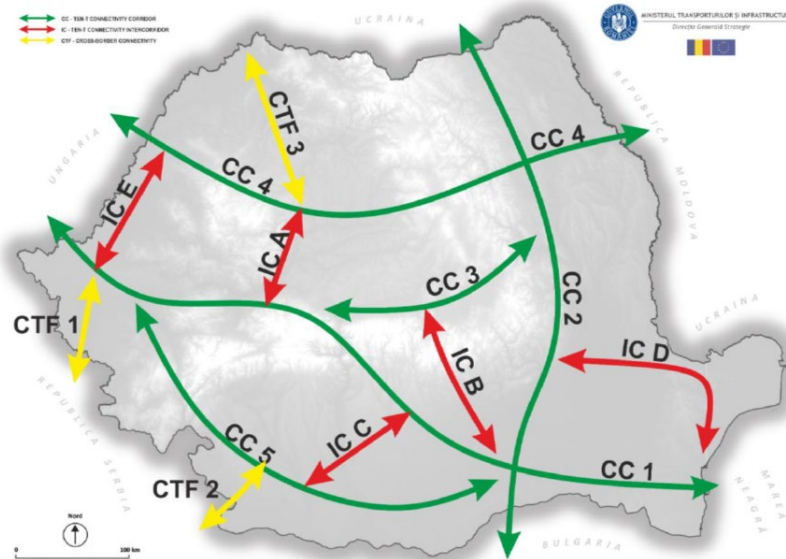 CC - TEN-T CONNECTIVITY CORRIDOR
IC - TEN-T CONNECTIVITY INTERCORRIDOR
CTF - CROSS-BORDER CONNECTIVITY
UCRAINA
MINISTERUL TRANSPORTURILOR ȘI INFRASTRUCTURII
Direcția Generală Strategie
REPUBLICA MOLDOVA
UNGARIA
CTF 3
CC 4
CC 4
IC E
IC A
CC 3
CC 2
CTF 1
UCRAINA
IC D
IC B
REPUBLICA SERBIA
CC 5
IC C
CC 1
CTF 2
MAREA NEAGRĂ
BULGARIA
Nord
0
100 km